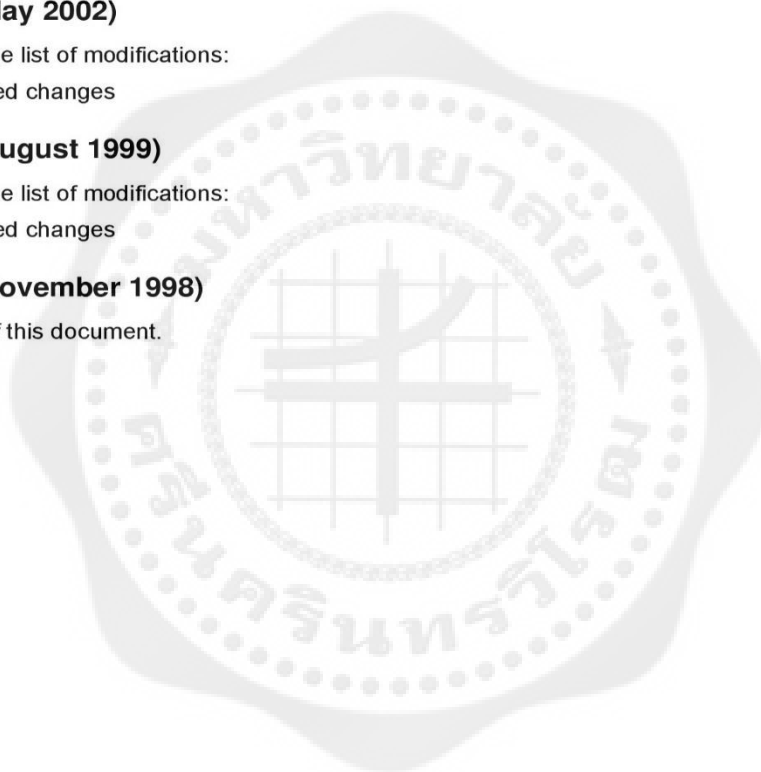 lay 2002)
e list of modifications:
ed changes
ugust 1999)
e list of modifications:
ed changes
ovember 1998)
f this document.
มหาวิทยาลัย
ศรีนครินทรวิโรฒ